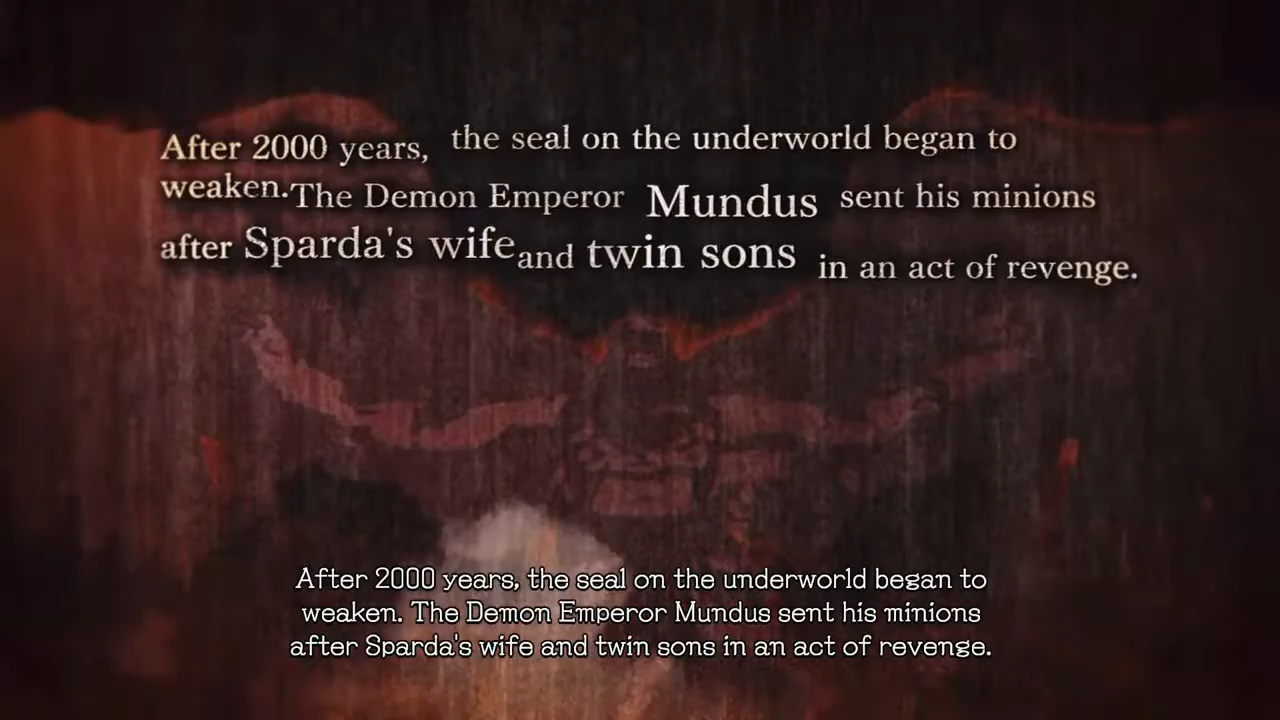 After 2000 years, the seal on the underworld began to
weaken. The Demon Emperor Mundus sent his minions
after Sparda's wife and twin sons in an act of revenge.
After 2000 years, the seal on the underworld began to
weaken. The Demon Emperor Mundus sent his minions
after Sparda's wife and twin sons in an act of revenge.